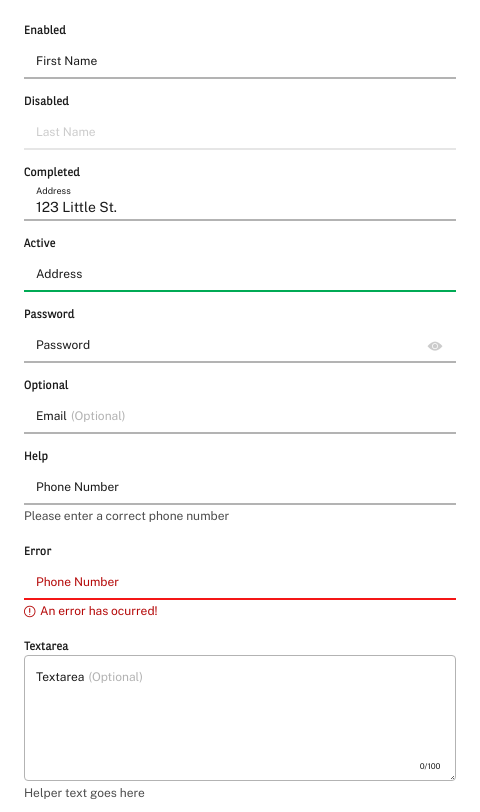 Enabled
First Name
Disabled
Last Name
Completed
Address
123 Little St.
Active
Address
Password
Password
Optional
Email (Optional)
Help
Phone Number
Please enter a correct phone number
Error
Phone Number
An error has ocurred!
Textarea
Textarea (Optional)
0/100
Helper text goes here